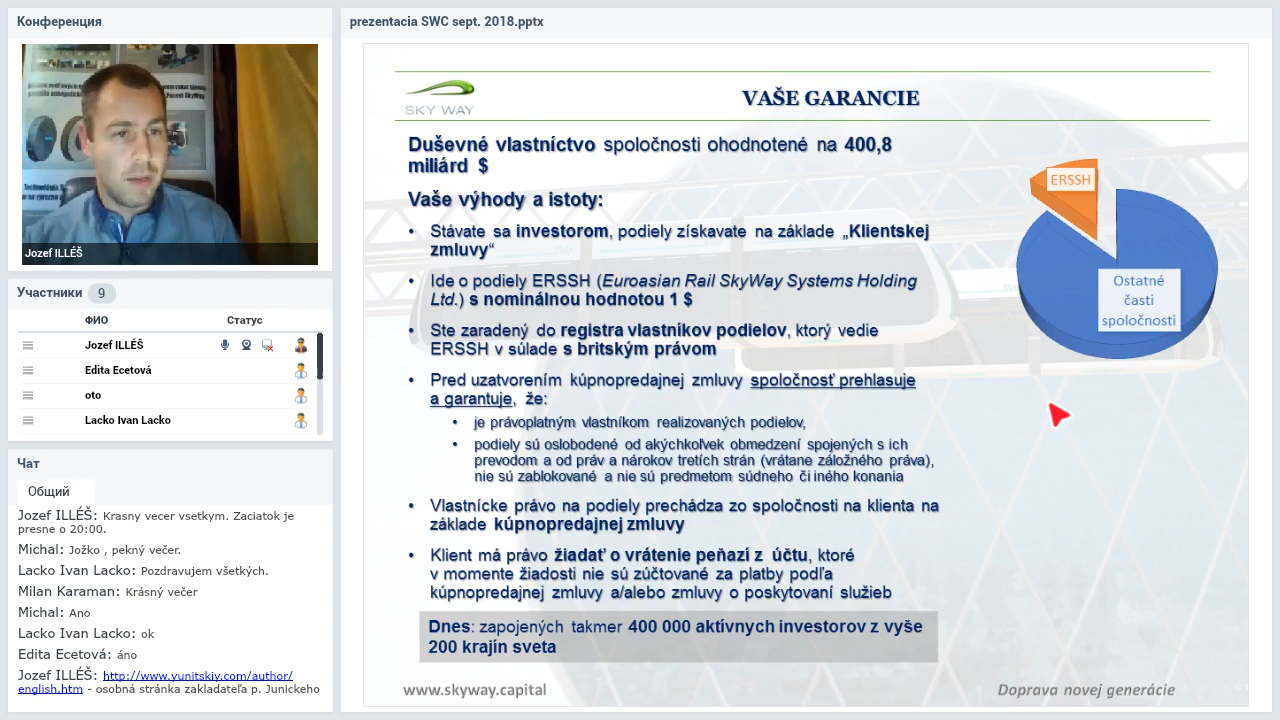 Конференция
Jozef ILLÉŠ
Участники 9
ФИО Статус
Jozef ILLÉŠ
Edita Ecetová
oto
Lacko Ivan Lacko
Чат
Общий
Jozef ILLÉŠ: Krasny vecer vsetkym. Zaciatok je
presne o 20:00.
Michal: Jožko , pekný večer.
Lacko Ivan Lacko: Pozdravujem všetkých.
Milan Karaman: Krásný večer
Michal: Ano
Lacko Ivan Lacko: ok
Edita Ecetová: áno
Jozef ILLÉŠ: http://www.yunitskiy.com/author/
english.htm - osobná stránka zakladateľa p. Junickeho
prezentacia SWC sept. 2018.pptx
SKY WAY
VAŠE GARANCIE
Duševné vlastníctvo spoločnosti ohodnotené na 400,8
miliárd $
Vaše výhody a istoty:
• Stávate sa investorom, podiely získavate na základe „Klientskej
zmluvy“
• Ide o podiely ERSSH (Euroasian Rail SkyWay Systems Holding
Ltd.) s nominálnou hodnotou 1 $
• Ste zaradený do registra vlastníkov podielov, ktorý vedie
ERSSH v súlade s britským právom
• Pred uzatvorením kúpnopredajnej zmluvy spoločnosť prehlasuje
a garantuje, že:
• je právoplatným vlastníkom realizovaných podielov,
• podiely sú oslobodené od akýchkoľvek obmedzení spojených s ich
prevodom a od práv a nárokov tretích strán (vrátane záložného práva),
nie sú zablokované a nie sú predmetom súdneho či iného konania
• Vlastnícke právo na podiely prechádza zo spoločnosti na klienta na
základe kúpnopredajnej zmluvy
• Klient má právo žiadať o vrátenie peňazí z účtu, ktoré
v momente žiadosti nie sú zúčtované za platby podľa
kúpnopredajnej zmluvy a/alebo zmluvy o poskytovaní služieb
Dnes: zapojených takmer 400 000 aktívnych investorov z vyše
200 krajín sveta
ERSSH
Ostatné
časti
spoločnosti
www.skyway.capital
Doprava novej generácie